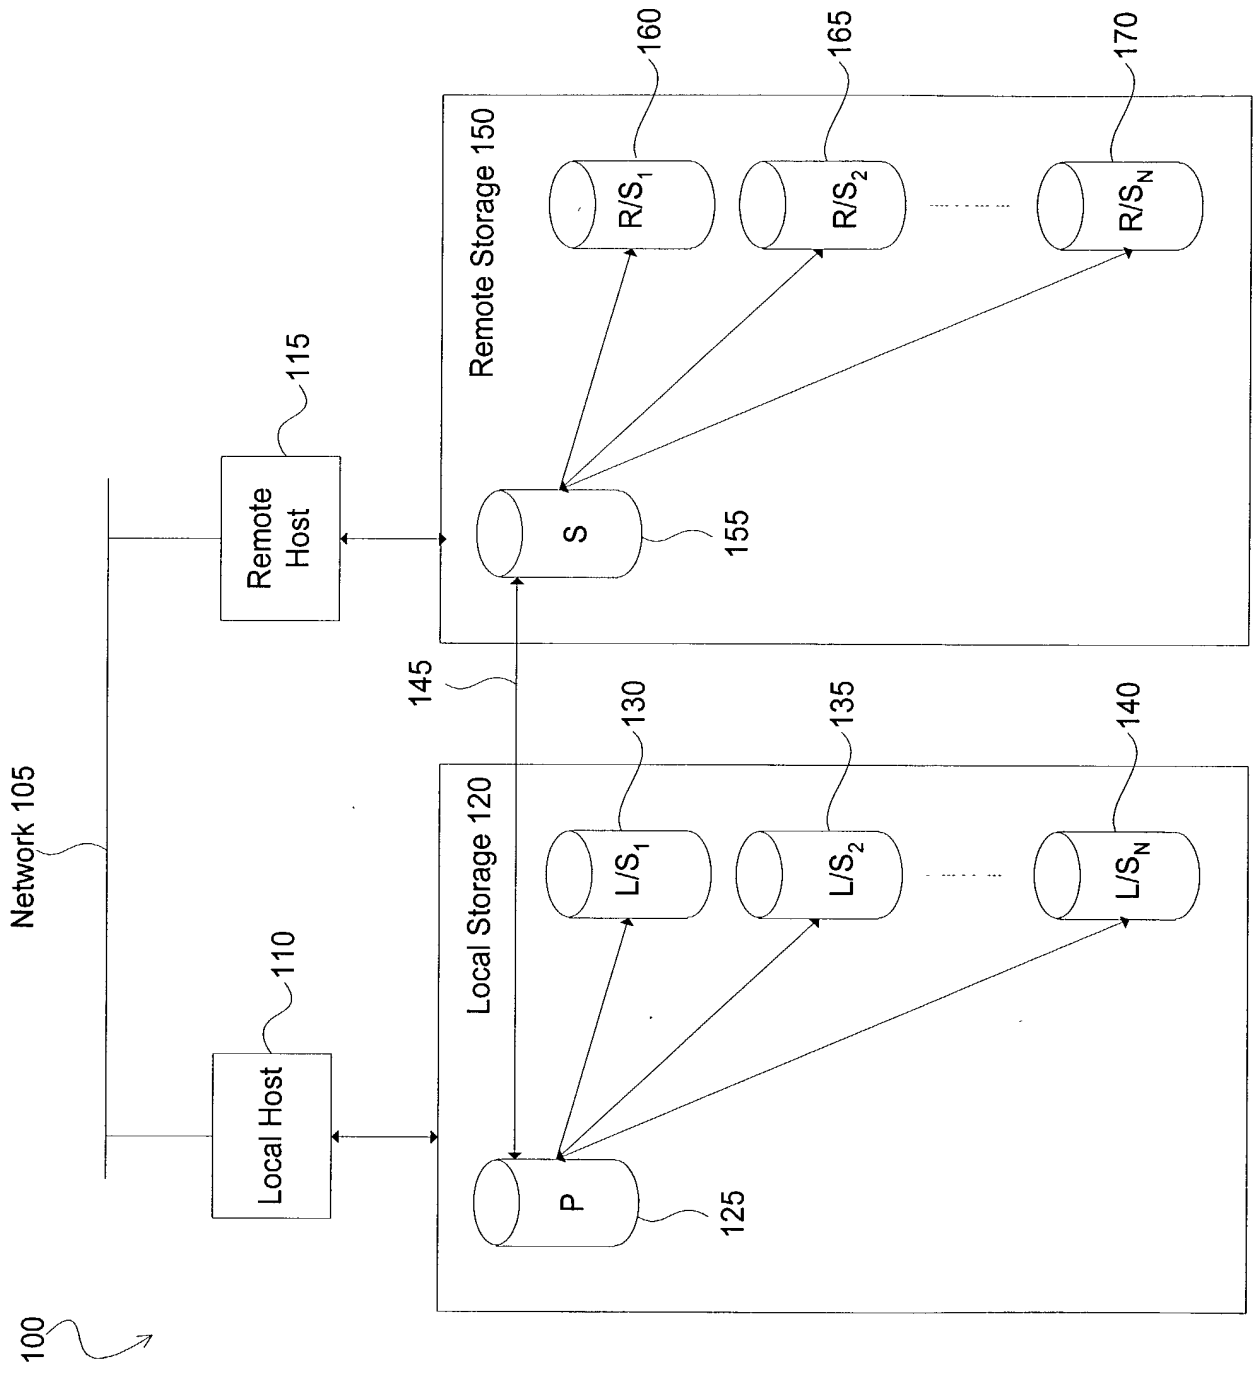 100
Network 105
Local Host
110
Remote
Host
115
Local Storage 120
P
125
L/S1
130
L/S2
135
L/SN
140
145
Remote Storage 150
S
155
R/S1
160
R/S2
165
R/SN
170